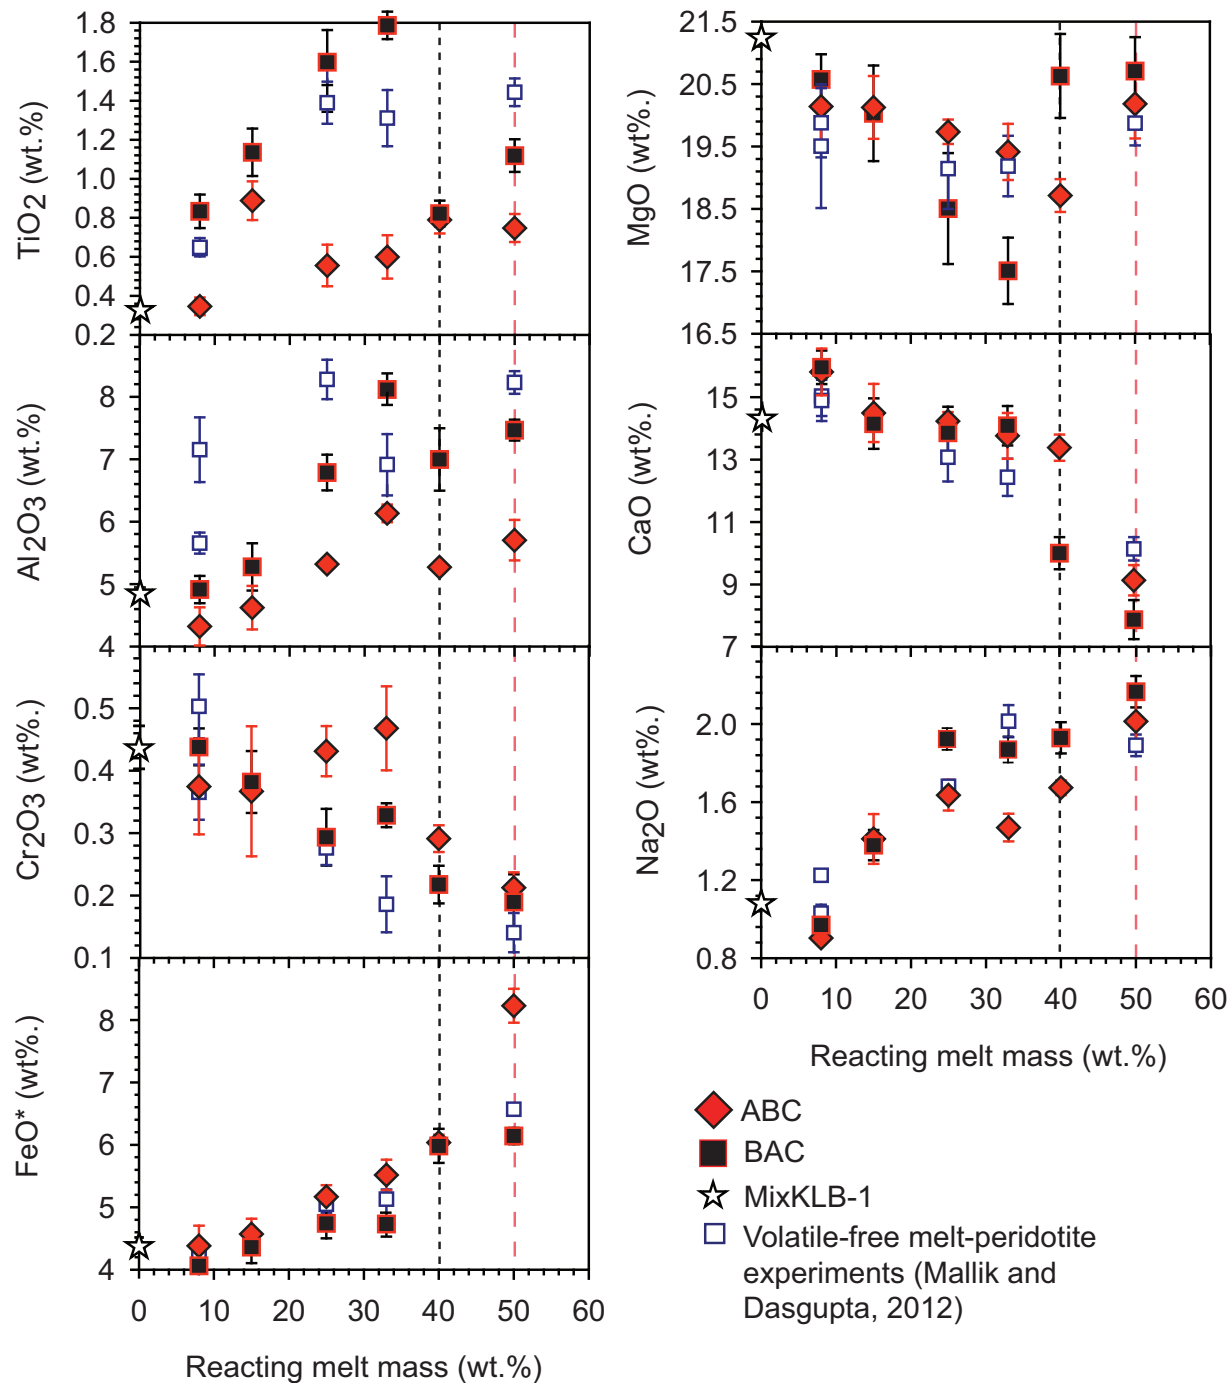 1.8
1.6
1.4
1.2
1.0
0.8
0.6
0.4
0.2
TiO2 (wt.%)
8
7
6
5
4
Al2O3 (wt.%)
0.5
0.4
0.3
0.2
0.1
Cr2O3 (wt%.)
8
7
6
5
4
FeO* (wt%.)
0 10 20 30 40 50 60
Reacting melt mass (wt.%)
21.5
20.5
19.5
18.5
17.5
16.5
MgO (wt%.)
15
13
11
9
7
CaO (wt%.)
2.0
1.6
1.2
0.8
Na2O (wt%.)
0 10 20 30 40 50 60
Reacting melt mass (wt.%)
ABC
BAC
MixKLB-1
Volatile-free melt-peridotite
experiments (Mallik and
Dasgupta, 2012)